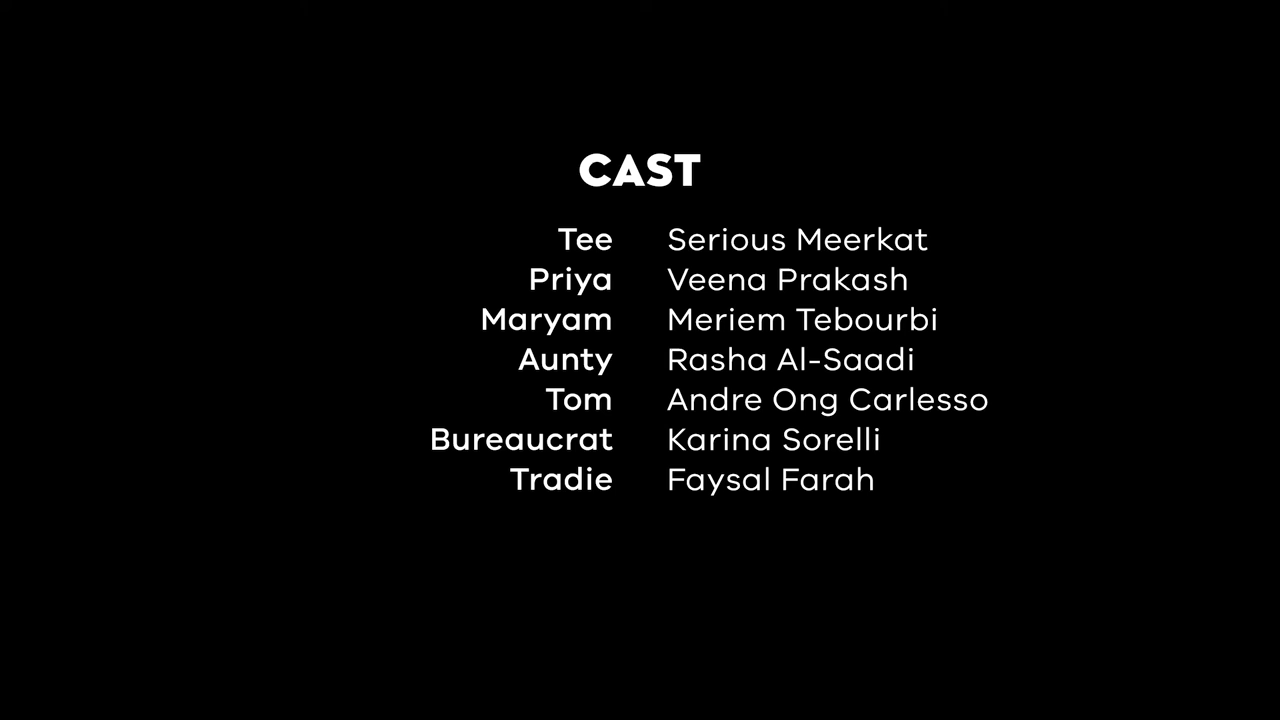 CAST
Tee Serious Meerkat
Priya Veena Prakash
Maryam Meriem Tebourbi
Aunty Rasha Al-Saadi
Tom Andre Ong Carlesso
Bureaucrat Karina Sorelli
Tradie Faysal Farah